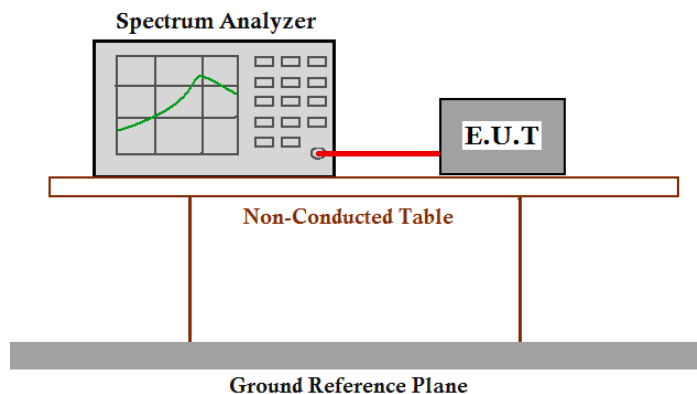 Spectrum Analyzer
E.U.T
Non-Conducted Table
Ground Reference Plane